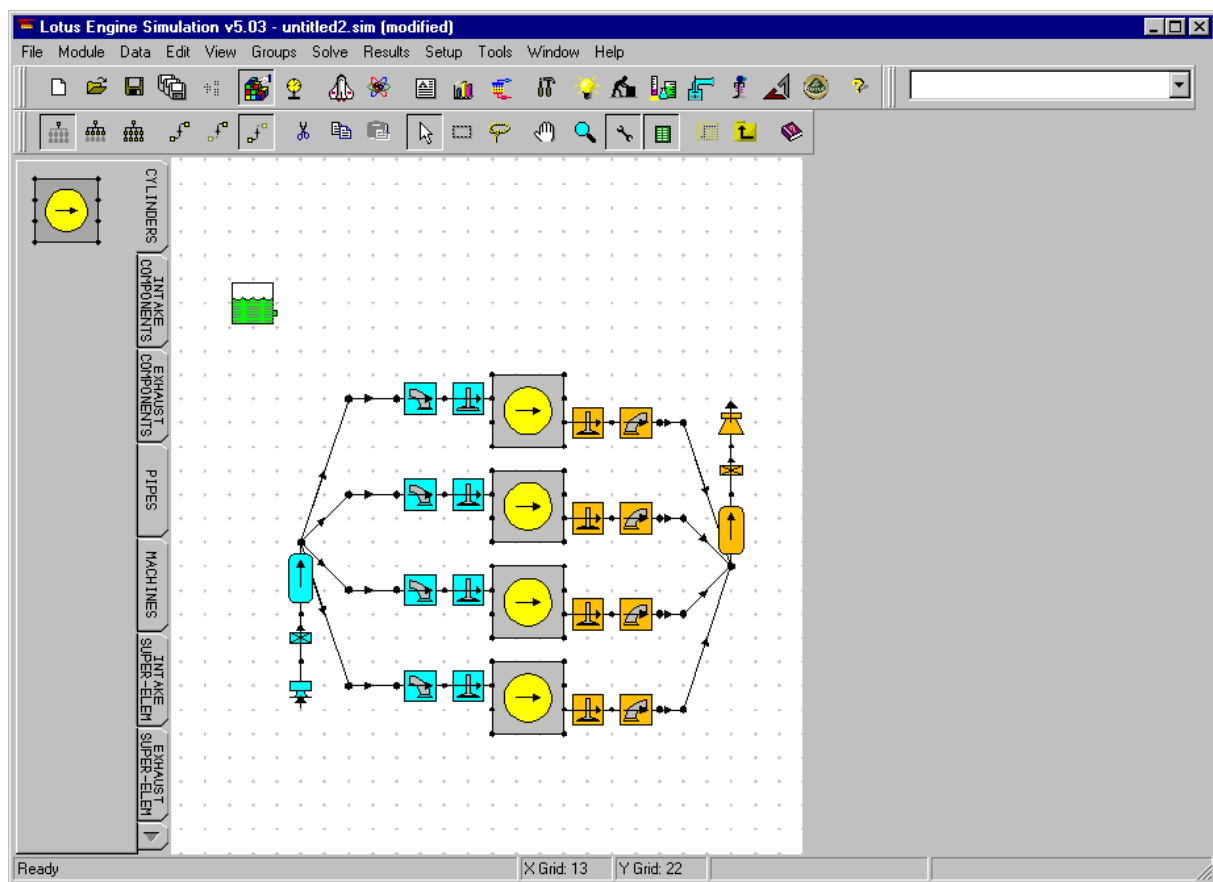 Lotus Engine Simulation v5.03 - untitled2.sim (modified)
File Module Data Edit View Groups Solve Results Setup Tools Window Help
CYLINDERS
INTAKE
COMPONENTS
EXHAUST
COMPONENTS
PIPES
MACHINES
INTAKE
SUPER-ELEM
EXHAUST
SUPER-ELEM
Ready
X Grid: 13
Y Grid: 22